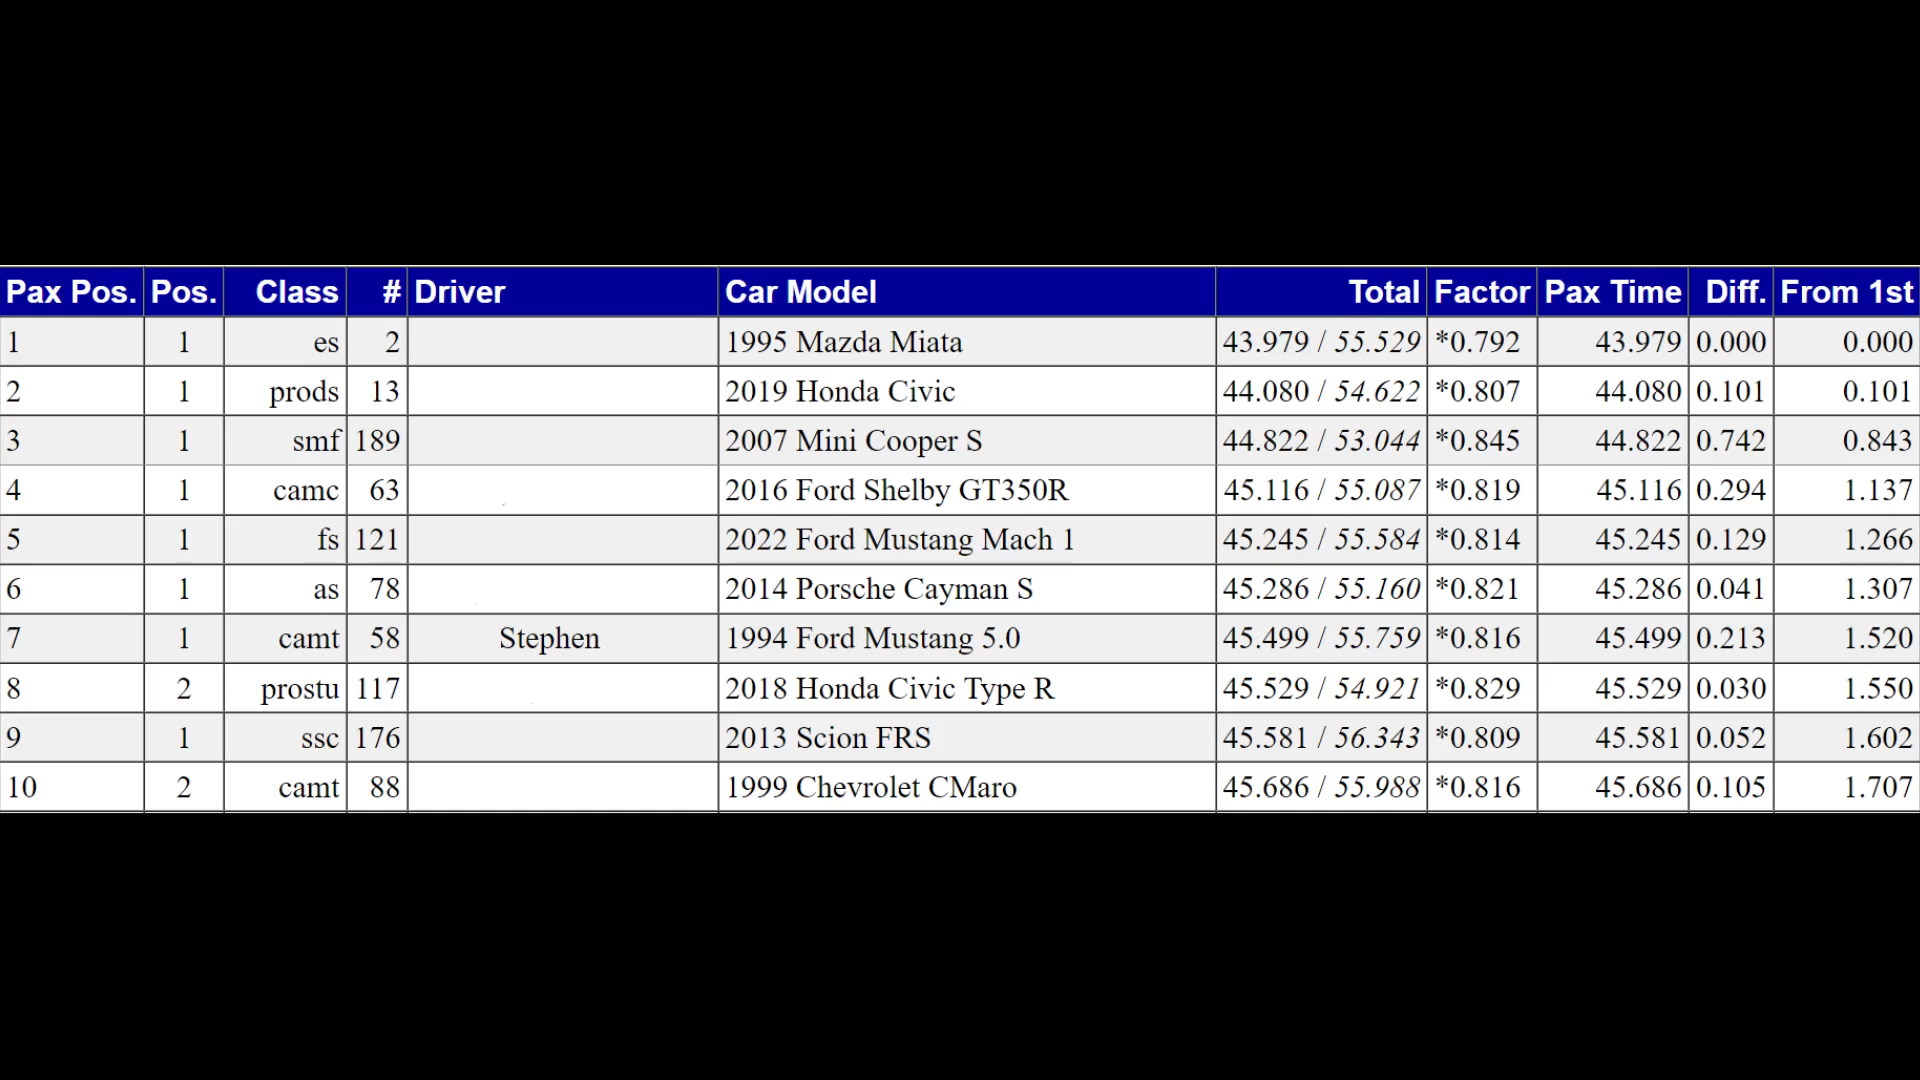 Pax Pos. Pos. Class # Driver Car Model Total Factor Pax Time Diff. From 1st
1 1 es 2 1995 Mazda Miata 43.979 / 55.529 *0.792 43.979 0.000 0.000
2 1 prods 13 2019 Honda Civic 44.080 / 54.622 *0.807 44.080 0.101 0.101
3 1 smf 189 2007 Mini Cooper S 44.822 / 53.044 *0.845 44.822 0.742 0.843
4 1 camc 63 2016 Ford Shelby GT350R 45.116 / 55.087 *0.819 45.116 0.294 1.137
5 1 fs 121 2022 Ford Mustang Mach 1 45.245 / 55.584 *0.814 45.245 0.129 1.266
6 1 as 78 2014 Porsche Cayman S 45.286 / 55.160 *0.821 45.286 0.041 1.307
7 1 camt 58 Stephen 1994 Ford Mustang 5.0 45.499 / 55.759 *0.816 45.499 0.213 1.520
8 2 prostu 117 2018 Honda Civic Type R 45.529 / 54.921 *0.829 45.529 0.030 1.550
9 1 ssc 176 2013 Scion FRS 45.581 / 56.343 *0.809 45.581 0.052 1.602
10 2 camt 88 1999 Chevrolet CMaro 45.686 / 55.988 *0.816 45.686 0.105 1.707